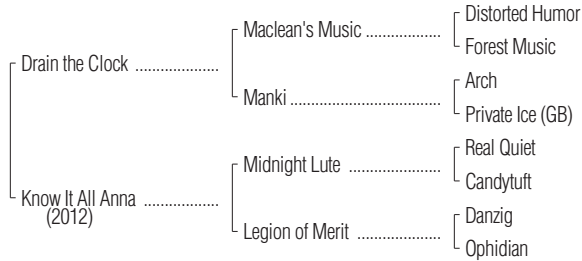 Distorted Humor
Maclean's Music ..................
Forest Music
Drain the Clock ....................
Arch
Manki ....................................
Private Ice (GB)
Real Quiet
Midnight Lute ......................
Candytuft
Know It All Anna ..................
(2012)
Danzig
Legion of Merit ....................
Ophidian